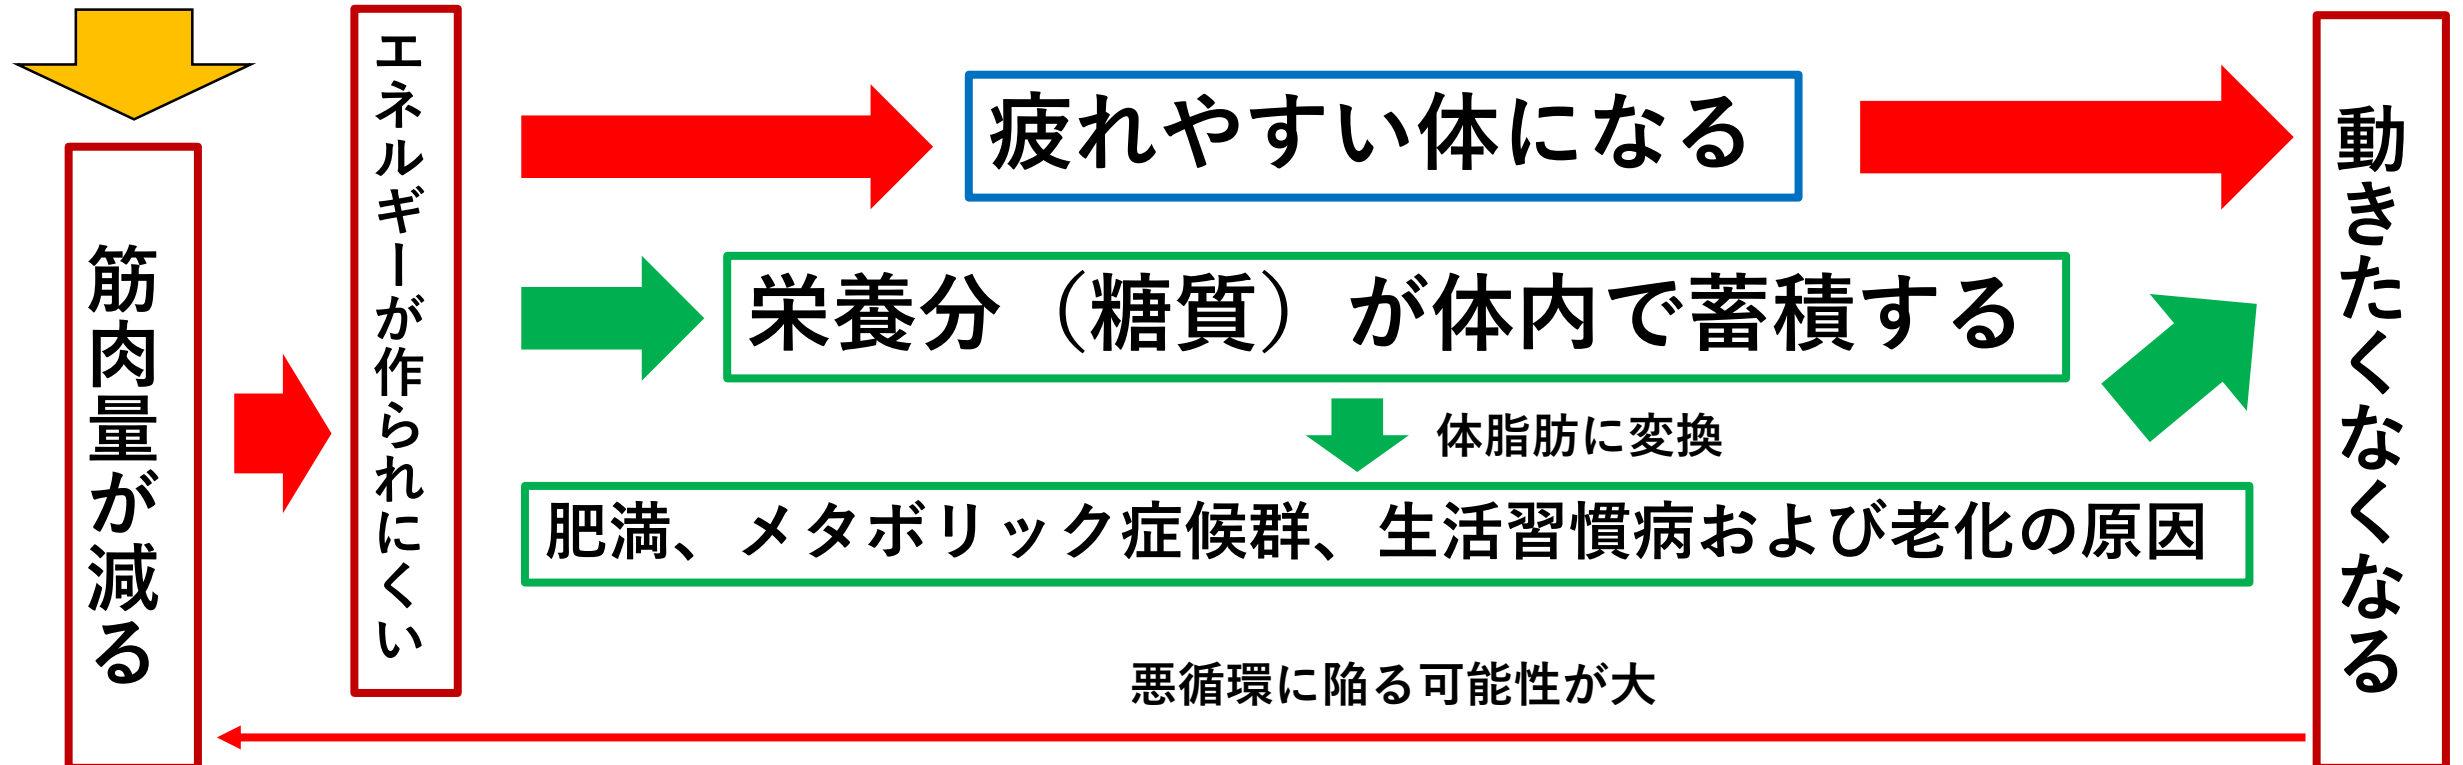 筋肉量が減る
エネルギーが作られにくい
疲れやすい体になる
栄養分（糖質）が体内で蓄積する
体脂肪に変換
肥満、メタボリック症候群、生活習慣病および老化の原因
動きたくなくなる
悪循環に陥る可能性が大